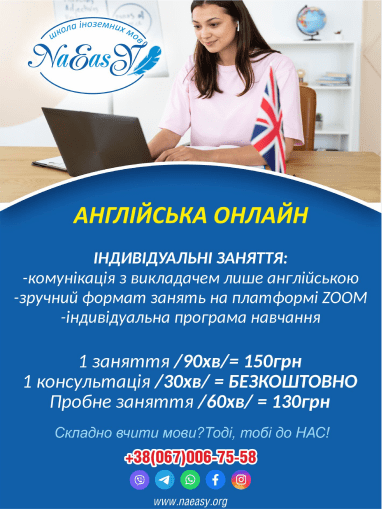 школа іноземних мов
NaEasy
АНГЛІЙСЬКА ОНЛАЙН
ІНДИВІДУАЛЬНІ ЗАНЯТТЯ:
-комунікація з викладачем лише англійською
-зручний формат занять на платформі ZOOM
-індивідуальна програма навчання
1 заняття /90хв/= 150грн
1 консультація /30хв/ = БЕЗКОШТОВНО
Пробне заняття /60хв/ = 130грн
Складно вчити мови?Тоді, тобі до НАС!
+38(067)006-75-58
www.naeasy.org